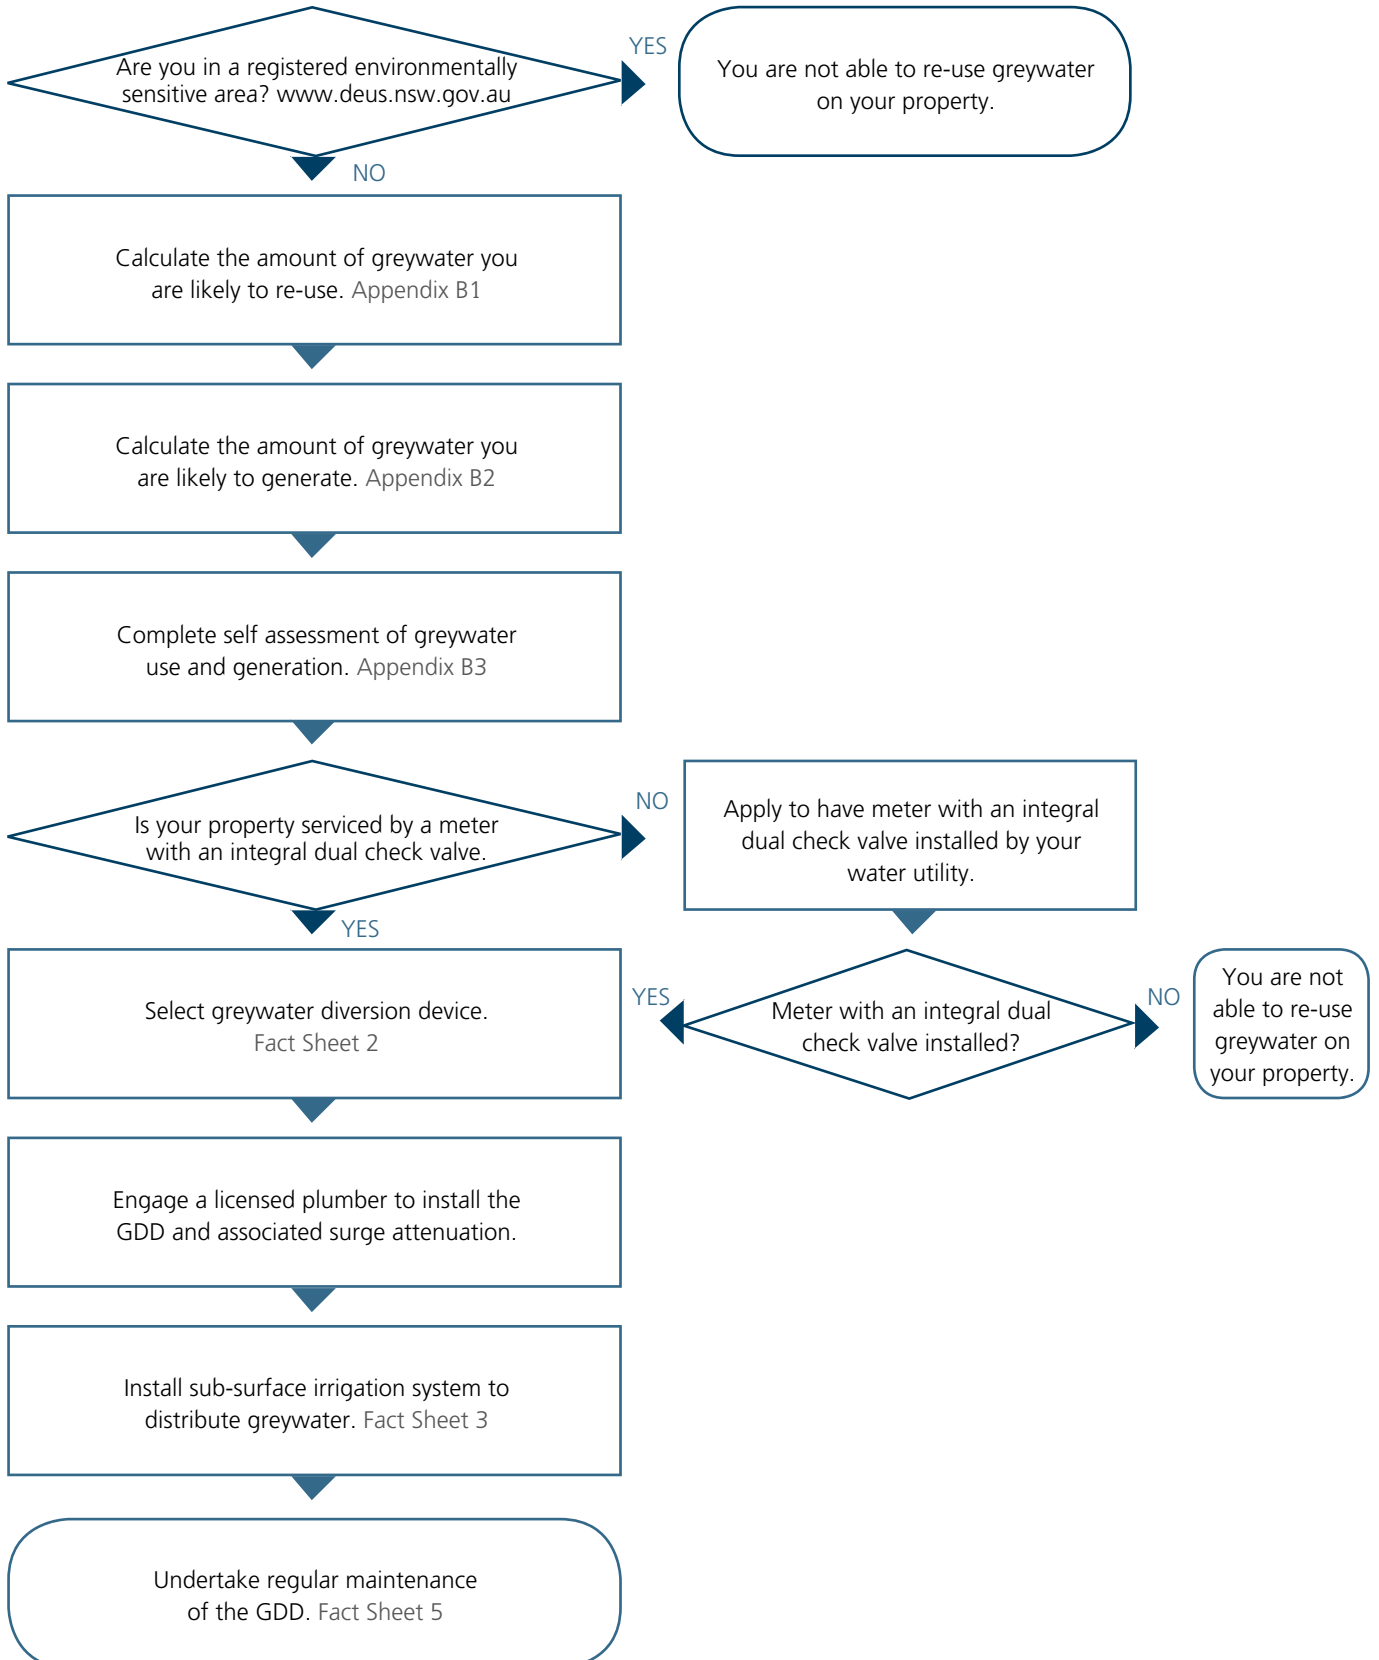 Are you in a registered environmentally
sensitive area? www.deus.nsw.gov.au
YES
You are not able to re-use greywater
on your property.
NO
Calculate the amount of greywater you
are likely to re-use. Appendix B1
Calculate the amount of greywater you
are likely to generate. Appendix B2
Complete self assessment of greywater
use and generation. Appendix B3
Is your property serviced by a meter
with an integral dual check valve.
NO
Apply to have meter with an integral
dual check valve installed by your
water utility.
YES
Select greywater diversion device.
Fact Sheet 2
YES
Meter with an integral dual
check valve installed?
NO
You are not
able to re-use
greywater on
your property.
Engage a licensed plumber to install the
GDD and associated surge attenuation.
Install sub-surface irrigation system to
distribute greywater. Fact Sheet 3
Undertake regular maintenance
of the GDD. Fact Sheet 5